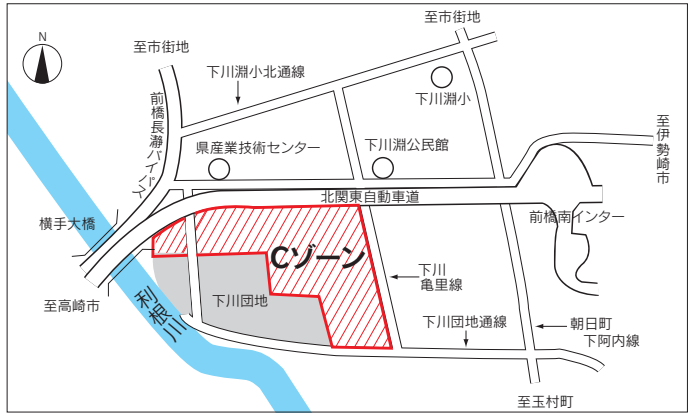 N
至市街地
至市街地
下川淵小北通線
下川淵小
前橋長瀞バイパス
県産業技術センター
下川淵公民館
至伊勢崎市
北関東自動車道
前橋南インター
横手大橋
Cゾーン
下川
亀里線
至高崎市
利根川
下川団地
下川団地通線
朝日町
下阿内線
至玉村町